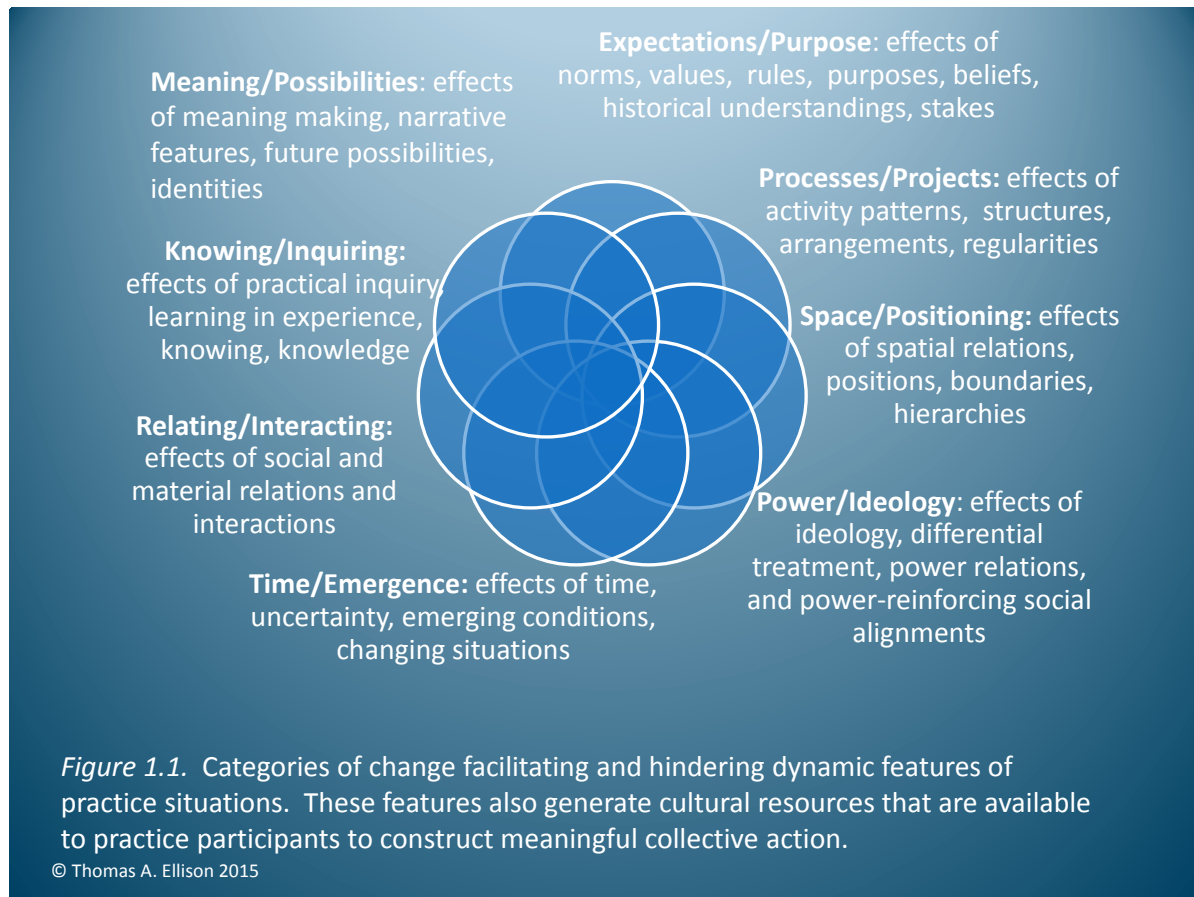 Expectations/Purpose: effects of
norms, values, rules, purposes, beliefs,
historical understandings, stakes
Meaning/Possibilities: effects
of meaning making, narrative
features, future possibilities,
identities
Processes/Projects: effects of
activity patterns, structures,
arrangements, regularities
Knowing/Inquiring:
effects of practical inquiry,
learning in experience,
knowing, knowledge
Space/Positioning: effects
of spatial relations,
positions, boundaries,
hierarchies
Relating/Interacting:
effects of social and
material relations and
interactions
Power/Ideology: effects of
ideology, differential
treatment, power relations,
and power-reinforcing social
alignments
Time/Emergence: effects of time,
uncertainty, emerging conditions,
changing situations
Figure 1.1. Categories of change facilitating and hindering dynamic features of
practice situations. These features also generate cultural resources that are available
to practice participants to construct meaningful collective action.
© Thomas A. Ellison 2015